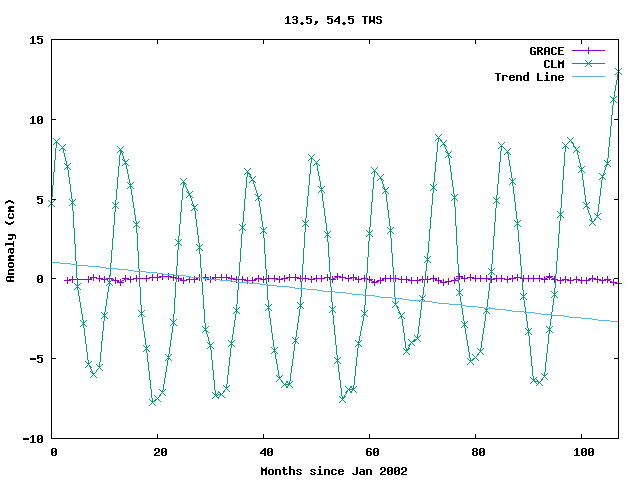 13.5, 54.5 TWS
GRACE
CLM
Trend Line
15
10
5
0
-5
-10
Anomaly (cm)
0 20 40 60 80 100
Months since Jan 2002